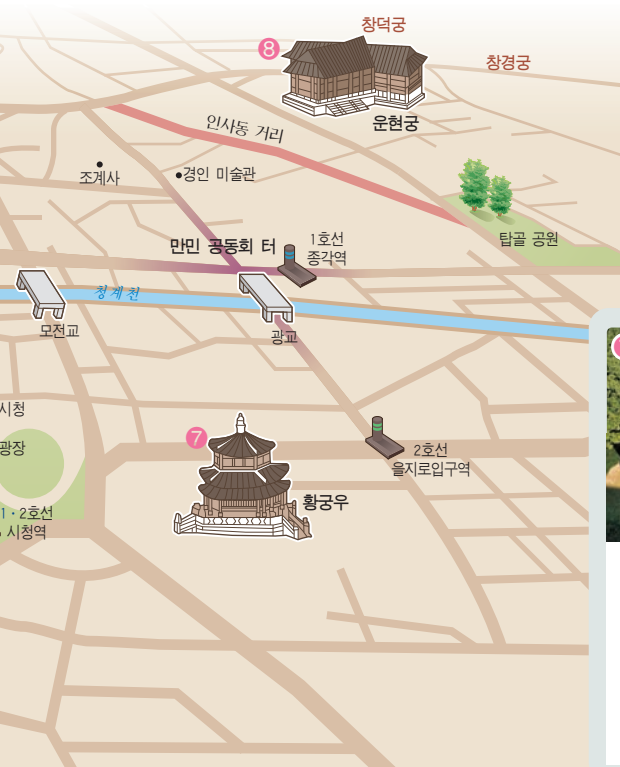 창덕궁
8
창경궁
운현궁
인사동 거리
조계사
경인 미술관
탑골 공원
만민 공동회 터
1호선
종각역
청계천
모전교
광교
시청
광장
7
2호선
을지로입구역
황궁우
1·2호선
시청역